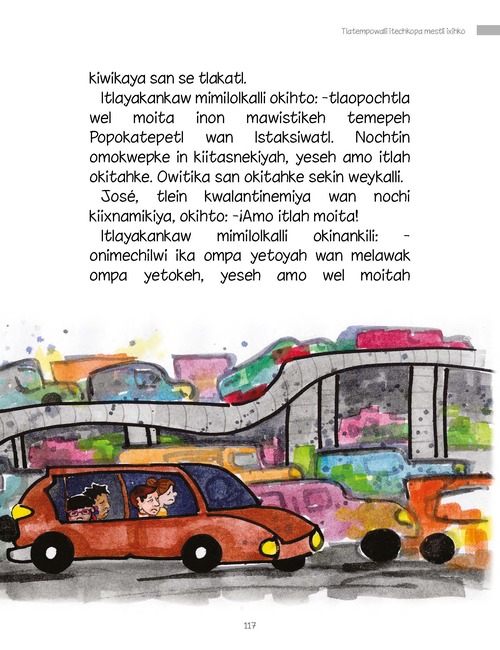 Tlatempowalli itechkopa mestli ixihko
kiwikaya san se tlakatl.
Itlayakankaw mimilolkalli okihto: -tlaopochtla
wel moita inon mawistikeh temepeh
Popokatepetl wan Istaksiwatl. Nochtin
omokwepke in kiitasnekiyah, yeseh amo itlah
okitahke. Owitika san okitahke sekin weykalli.
José, tlein kwalantinemiya wan nochi
kiixnamikiya, okihto: -¡Amo itlah moita!
Itlayakankaw mimilolkalli okinankili: -
onimechilwi ika ompa yetoyah wan melawak
ompa yetokeh, yeseh amo wel moitah
117